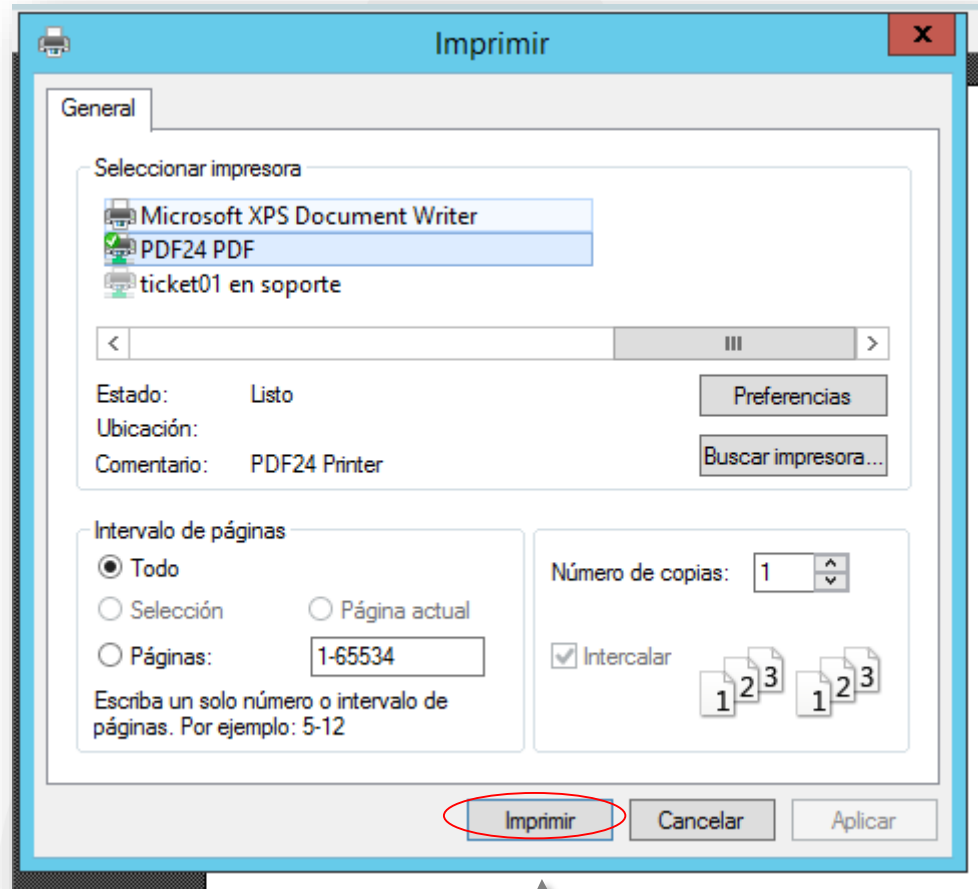 Imprimir
x
General
Seleccionar impresora
Microsoft XPS Document Writer
PDF24 PDF
ticket01 en soporte
Estado: Listo
Preferencias
Ubicación:
Comentario: PDF24 Printer
Buscar impresora...
Intervalo de páginas
Todo
Selección Página actual
Páginas: 1-65534
Escriba un solo número o intervalo de
páginas. Por ejemplo: 5-12
Número de copias: 1
Intercalar
1 2 3 1 2 3
Imprimir Cancelar Aplicar